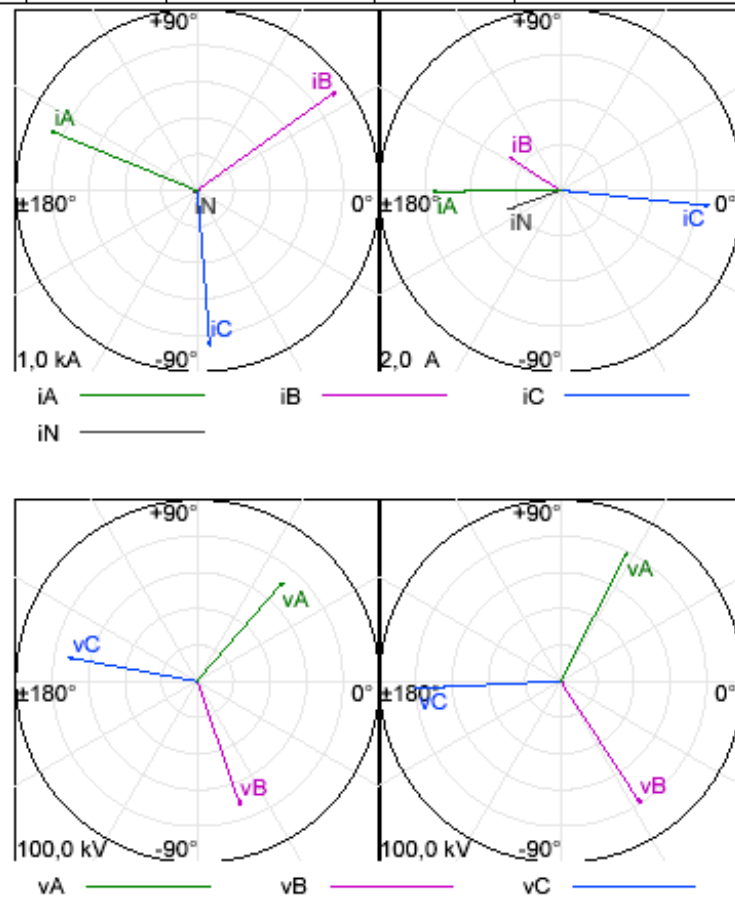 +90° +90°
iB
iA
iB
±180° iN 0° ±180° iA iN iC 0°
iC
1,0 kA -90° 2,0 A -90°
iA iB iC
iN
+90° +90°
vA
vA
vC
±180° 0° ±180° vC 0°
vB vB
100,0 kV -90° 100,0 kV -90°
vA vB vC